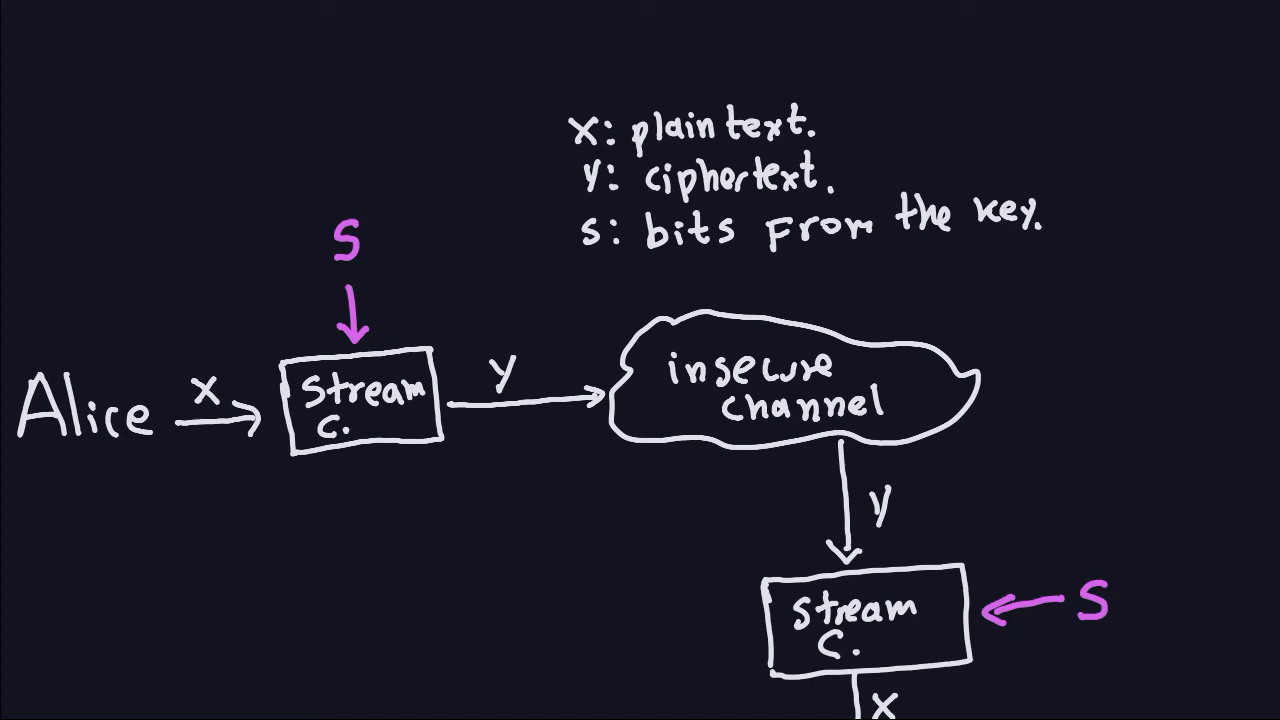 x: plain text.
y: ciphertext.
s: bits from the key.
S
Alice
x
Stream
C.
y
insecure
channel
y
Stream
C.
S
x